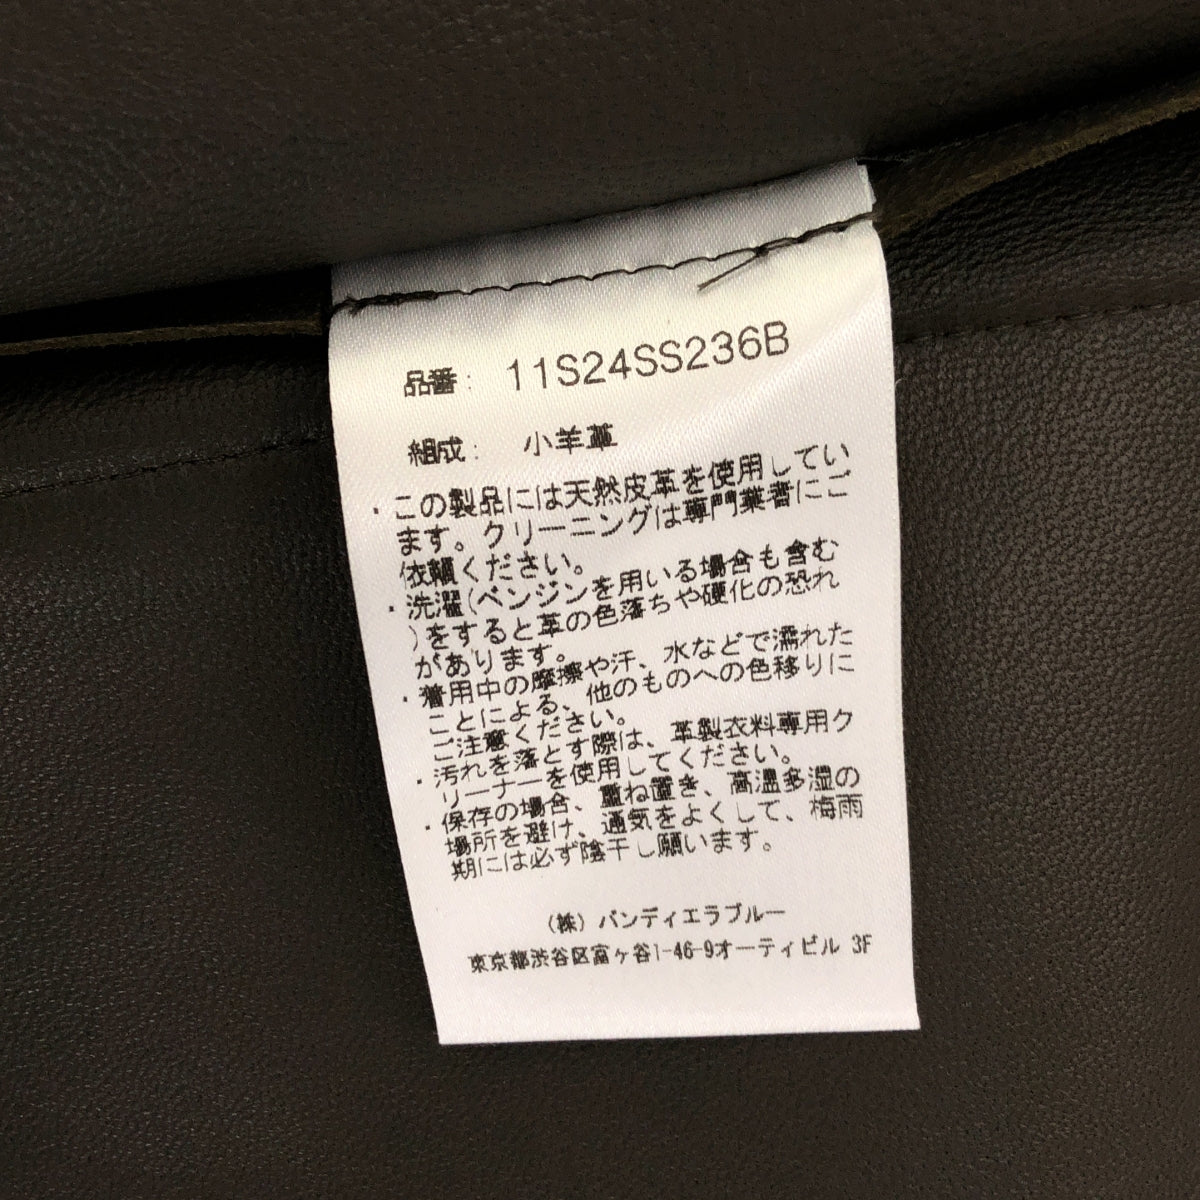 品番: 11S24SS236B
組成: 小羊革
・この製品には天然皮革を使用してい
ます。クリーニングは専門業者にご
依頼ください。
・洗濯(ベンジンを用いる場合も含む
)をすると革の色落ちや硬化の恐れ
があります。
・着用中の摩擦や汗、水などで濡れた
ことによる、他のものへの色移りに
ご注意ください。
・汚れを落とす際は、革製衣料専用ク
リーナーを使用してください。
・保存の場合、重ね置き、高温多湿の
場所を避け、通気をよくして、梅雨
期には必ず陰干し願います。
(株) バンディエラブルー
東京都渋谷区富ヶ谷1-46-9オーティビル 3F